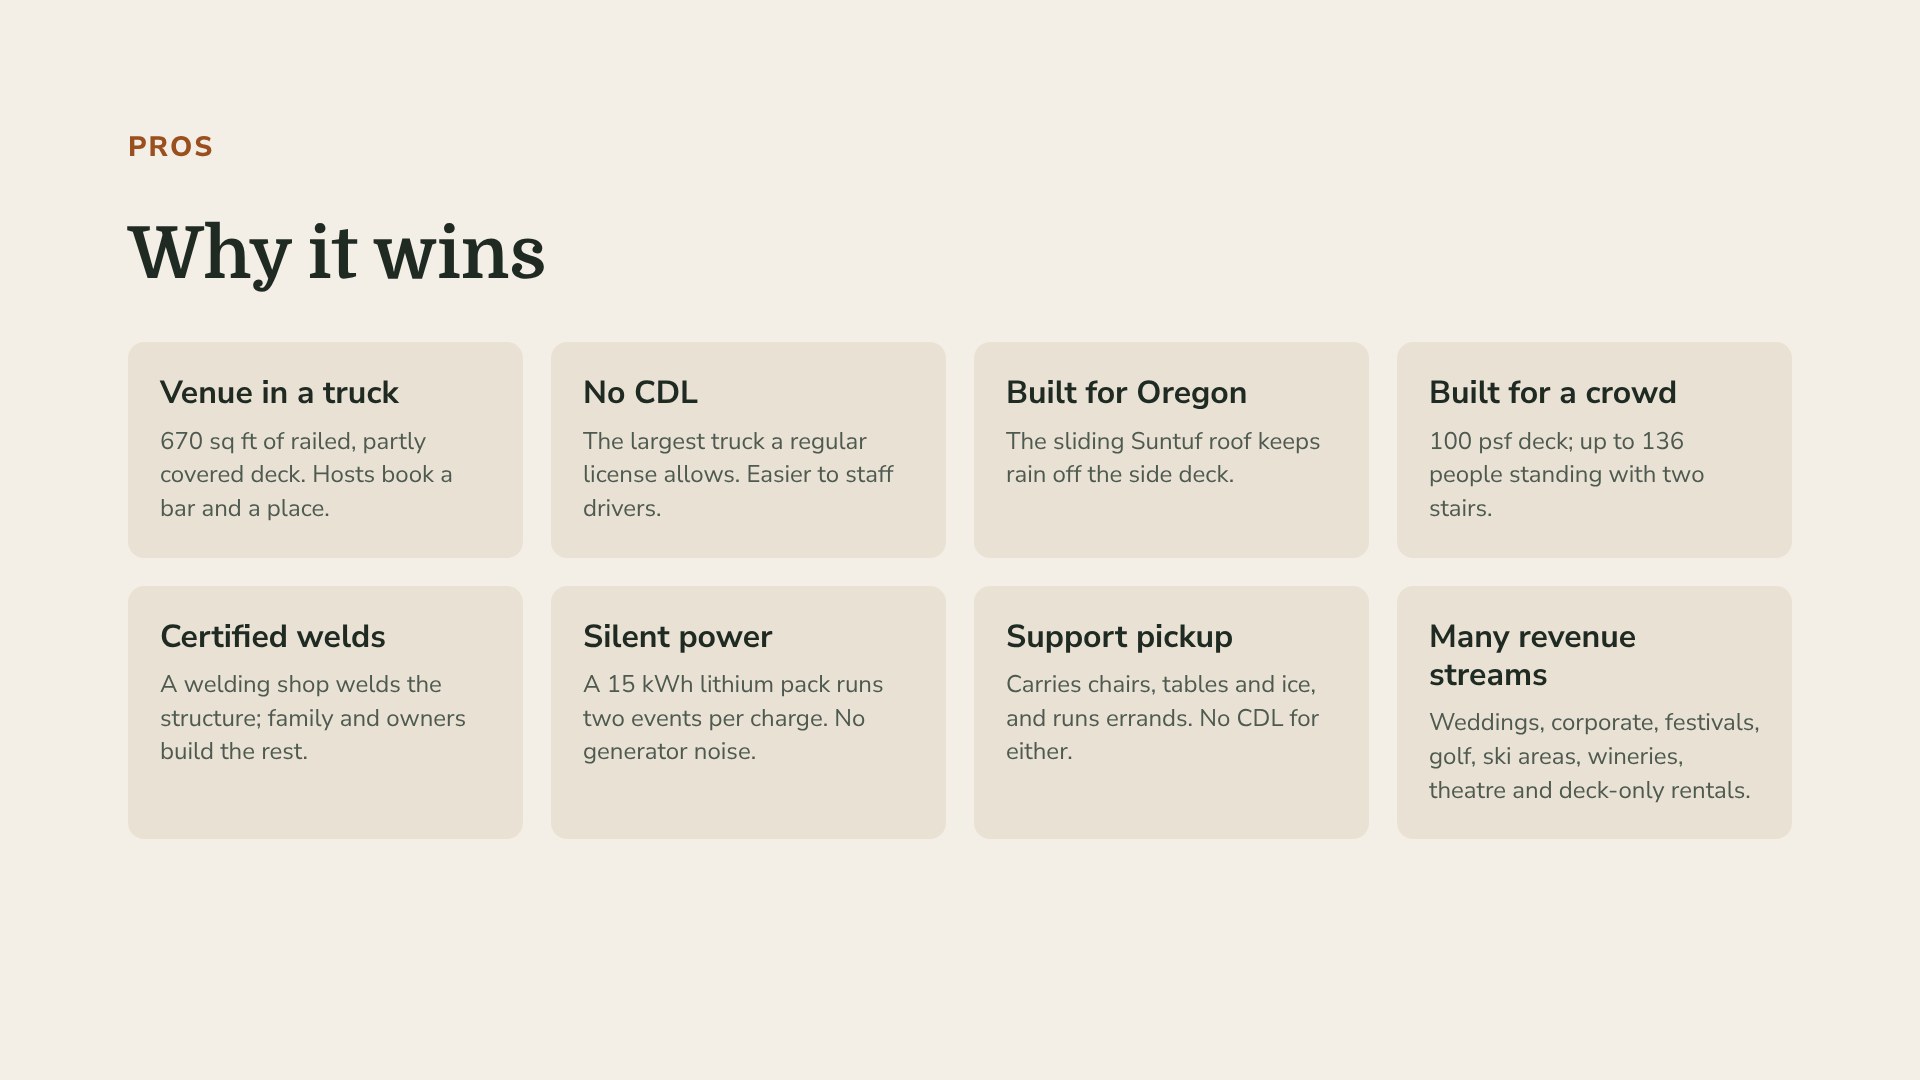 PROS
Why it wins
Venue in a truck
670 sq ft of railed, partly
covered deck. Hosts book a
bar and a place.
No CDL
The largest truck a regular
license allows. Easier to staff
drivers.
Built for Oregon
The sliding Suntuf roof keeps
rain off the side deck.
Built for a crowd
100 psf deck; up to 136
people standing with two
stairs.
Certified welds
A welding shop welds the
structure; family and owners
build the rest.
Silent power
A 15 kWh lithium pack runs
two events per charge. No
generator noise.
Support pickup
Carries chairs, tables and ice,
and runs errands. No CDL for
either.
Many revenue
streams
Weddings, corporate, festivals,
golf, ski areas, wineries,
theatre and deck-only rentals.